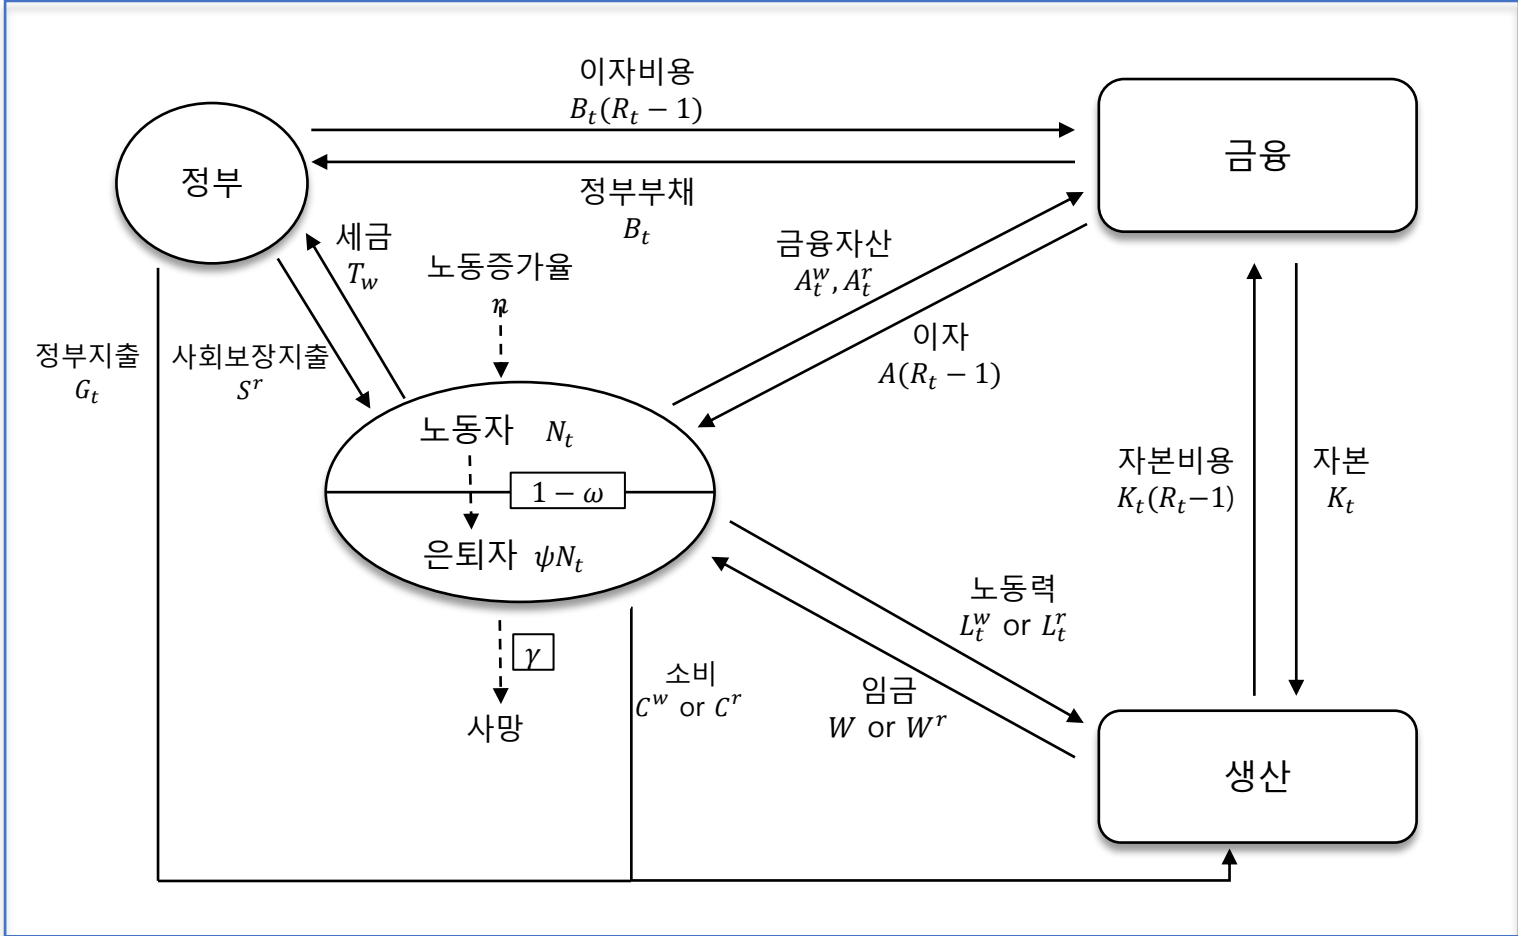 이자비용
B_t(R_t − 1)
정부
금융
정부부채
B_t
세금
T_w
노동증가율
n
금융자산
A_t^w, A_t^r
이자
A(R_t − 1)
정부지출
G_t
사회보장지출
S^r
노동자 N_t
1 − ω
은퇴자 ψN_t
자본비용
K_t(R_t−1)
자본
K_t
노동력
L_t^w or L_t^r
γ
사망
소비
C^w or C^r
임금
W or W^r
생산